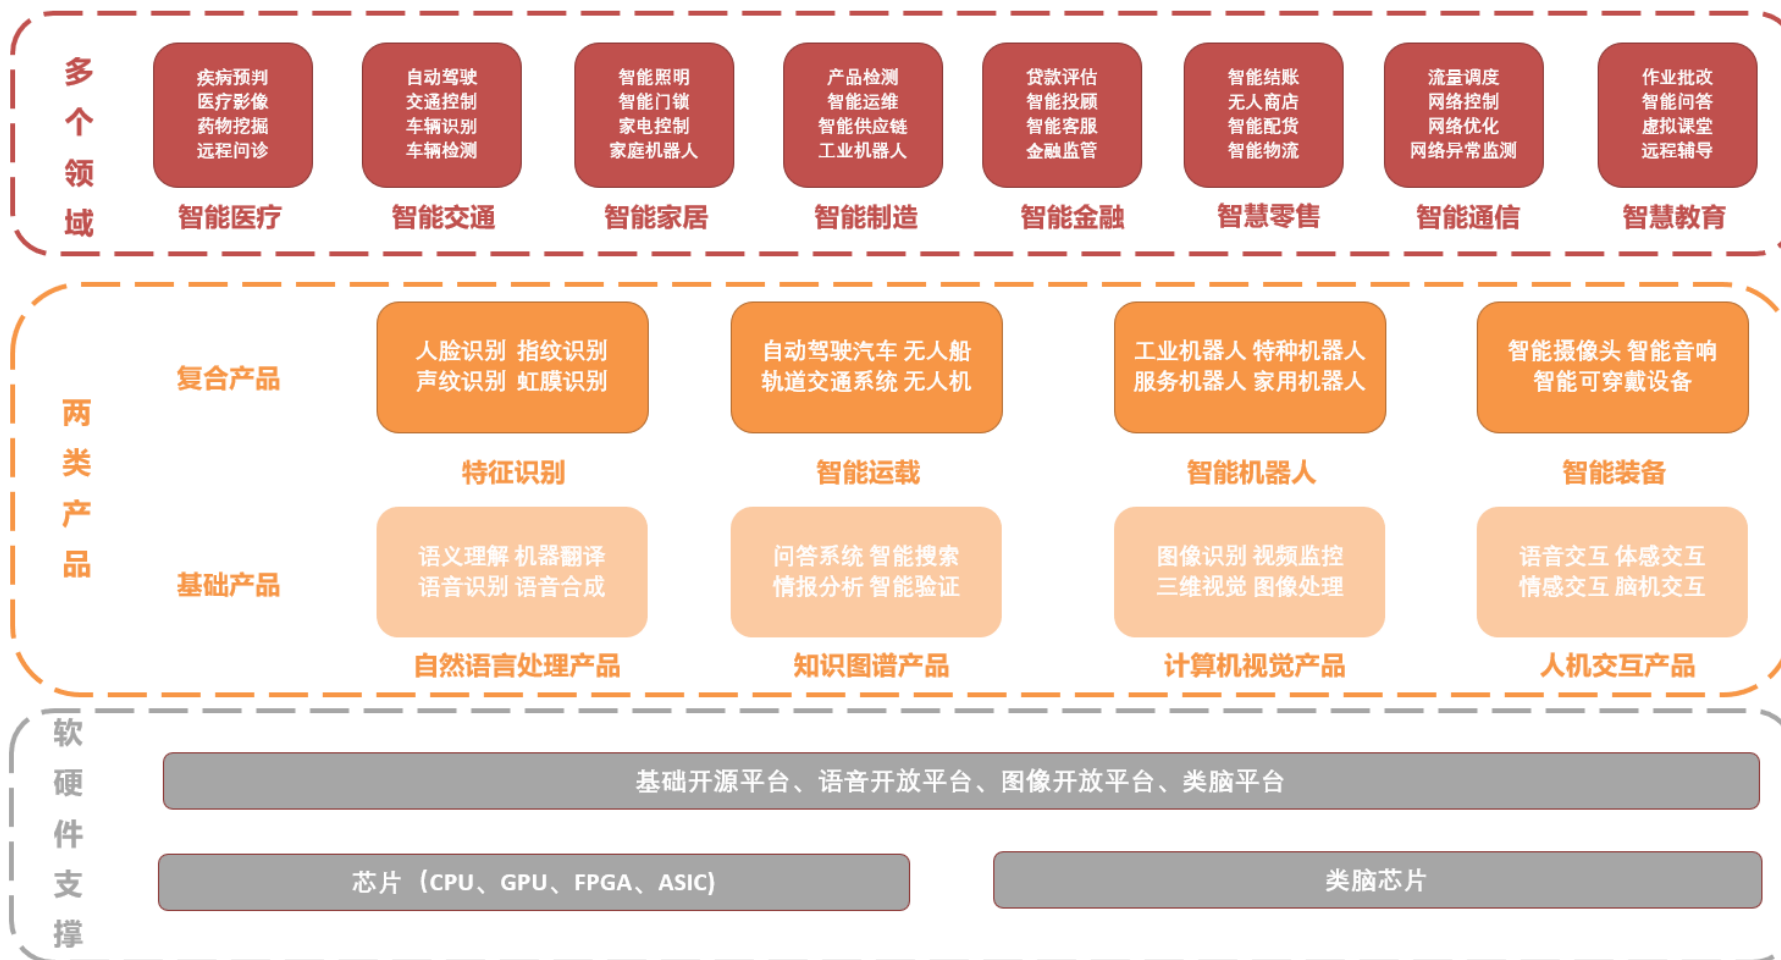 多个领域
疾病预判
医疗影像
药物挖掘
远程问诊
智能医疗
自动驾驶
交通控制
车辆识别
车辆检测
智能交通
智能照明
智能门锁
家电控制
家庭机器人
智能家居
产品检测
智能运维
智能供应链
工业机器人
智能制造
贷款评估
智能投顾
智能客服
金融监管
智能金融
智能结账
无人商店
智能配货
智能物流
智慧零售
流量调度
网络控制
网络优化
网络异常监测
智能通信
作业批改
智能问答
虚拟课堂
远程辅导
智慧教育
两类产品
复合产品
人脸识别 指纹识别
声纹识别 虹膜识别
特征识别
自动驾驶汽车 无人船
轨道交通系统 无人机
智能运载
工业机器人 特种机器人
服务机器人 家用机器人
智能机器人
智能摄像头 智能音响
智能可穿戴设备
智能装备
基础产品
语义理解 机器翻译
语音识别 语音合成
自然语言处理产品
问答系统 智能搜索
情报分析 智能验证
知识图谱产品
图像识别 视频监控
三维视觉 图像处理
计算机视觉产品
语音交互 体感交互
情感交互 脑机交互
人机交互产品
软硬件支撑
基础开源平台、语音开放平台、图像开放平台、类脑平台
芯片（CPU、GPU、FPGA、ASIC)
类脑芯片